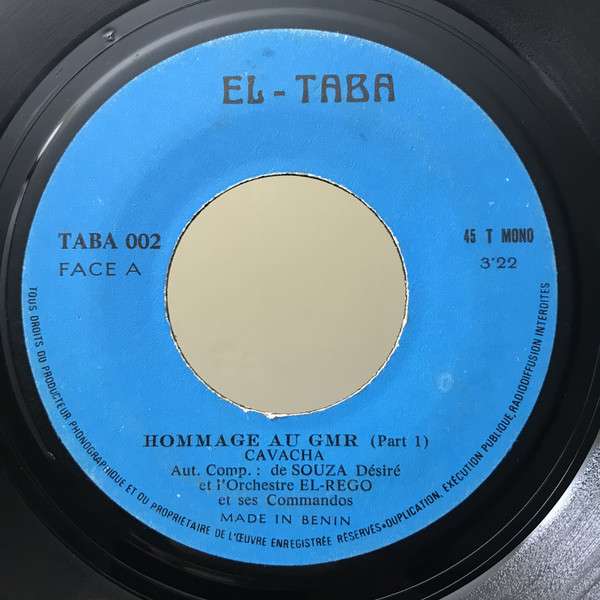 EL - TABA
TABA 002
FACE A
45 T MONO
3'22
HOMMAGE AU GMR (Part 1)
CAVACHA
Aut. Comp. : de SOUZA Désiré
et l'Orchestre EL-REGO
et ses Commandos
MADE IN BENIN
TOUS DROITS DU PRODUCTEUR PHONOGRAPHIQUE ET DU PROPRIETAIRE DE L'ŒUVRE ENREGISTRÉE RÉSERVÉS • DUPLICATION, EXÉCUTION PUBLIQUE, RADIODIFFUSION INTERDITES